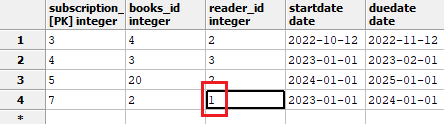 subscription_ books_id reader_id startdate duedate
[PK] integer integer integer date date
1 3 4 2 2022-10-12 2022-11-12
2 4 3 3 2023-01-01 2023-02-01
3 5 20 2 2024-01-01 2025-01-01
4 7 2 1 2023-01-01 2024-01-01
*